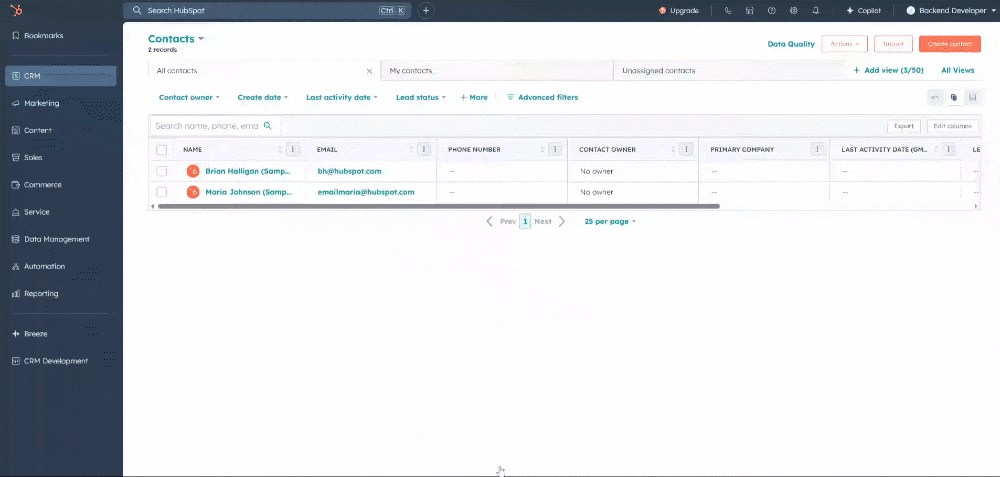 Search HubSpot Ctrl K Upgrade Copilot Backend Developer
Bookmarks
CRM
Marketing
Content
Sales
Commerce
Service
Data Management
Automation
Reporting
Breeze
CRM Development
Contacts
2 records
Data Quality Actions Import Create contact
All contacts My contacts Unassigned contacts Add view (3/50) All Views
Contact owner Create date Last activity date Lead status More Advanced filters
Search name, phone, ema
Export Edit columns
NAME EMAIL PHONE NUMBER CONTACT OWNER PRIMARY COMPANY LAST ACTIVITY DATE (GM... LE
Brian Halligan (Samp... bh@hubspot.com -- No owner -- -- --
Maria Johnson (Samp... emailmaria@hubspot.com -- No owner -- -- --
Prev 1 Next 25 per page